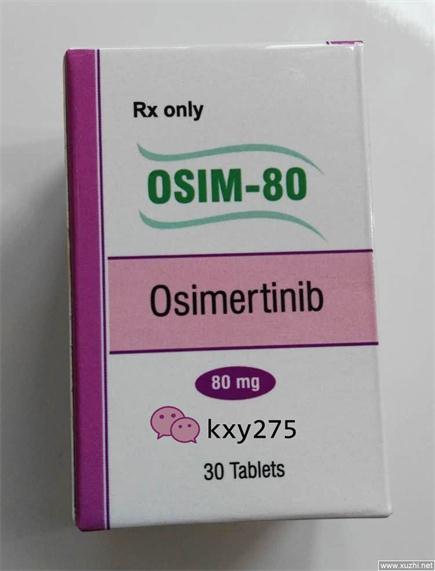 Rx only
OSIM-80
Osimertinib
80 mg
kxy275
30 Tablets
www.xuzhi.net